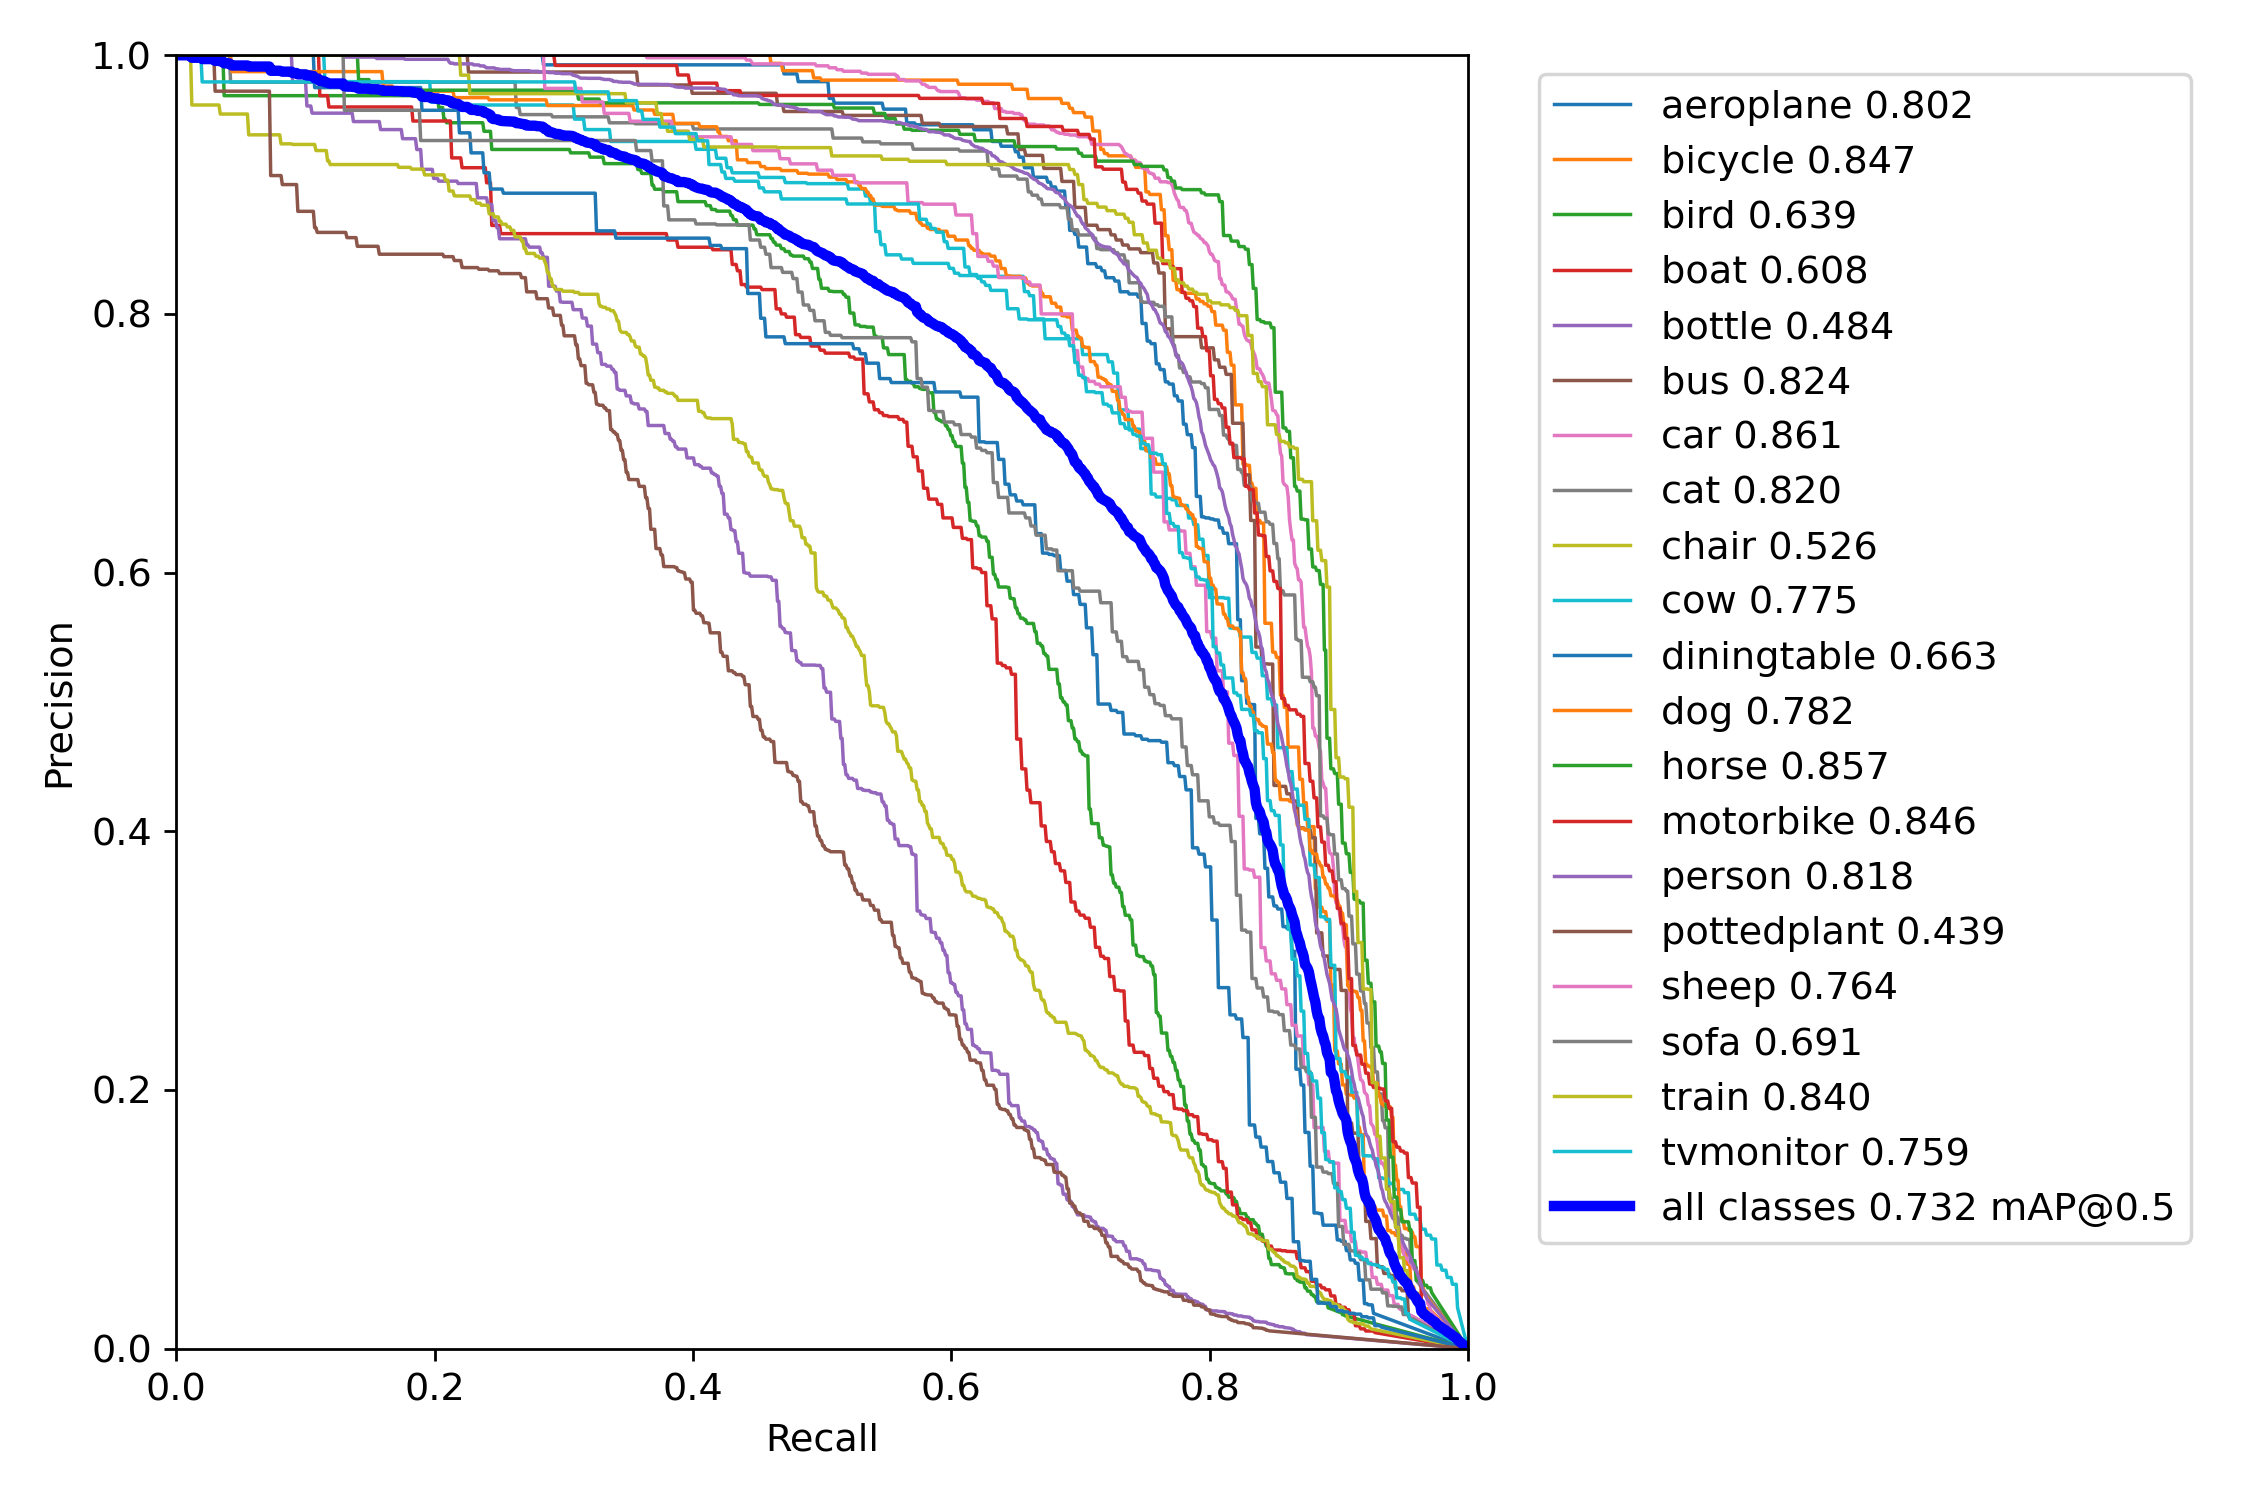 1.0
0.8
0.6
0.4
0.2
0.0
Precision
0.0 0.2 0.4 0.6 0.8 1.0
Recall
aeroplane 0.802
bicycle 0.847
bird 0.639
boat 0.608
bottle 0.484
bus 0.824
car 0.861
cat 0.820
chair 0.526
cow 0.775
diningtable 0.663
dog 0.782
horse 0.857
motorbike 0.846
person 0.818
pottedplant 0.439
sheep 0.764
sofa 0.691
train 0.840
tvmonitor 0.759
all classes 0.732 mAP@0.5